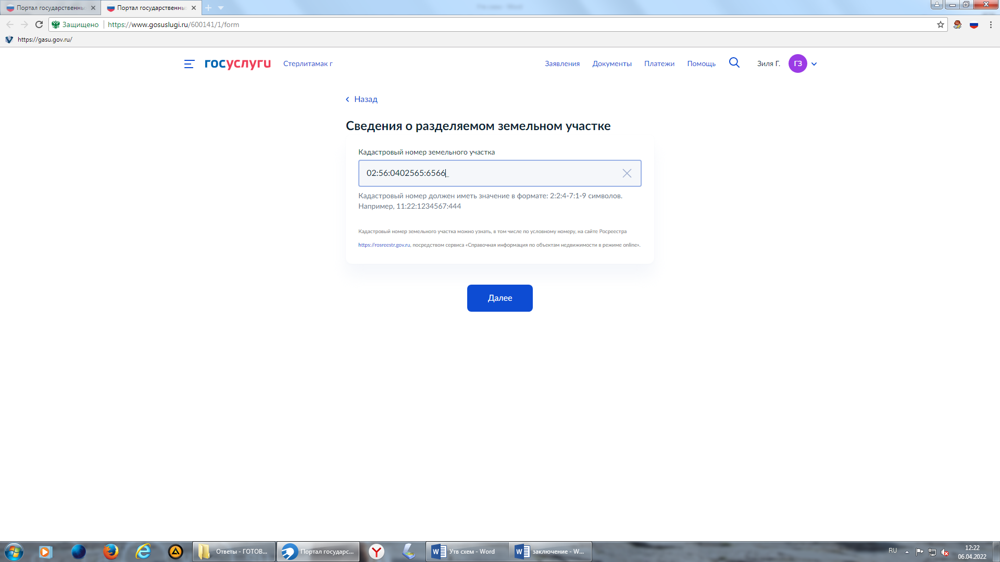 Портал государственны
Портал государственны
Защищено
https://www.gosuslugi.ru/600141/1/form
https://gasu.gov.ru/
госуслуги
Стерлитамак г
Заявления
Документы
Платежи
Помощь
Зиля Г.
ГЗ
Назад
Сведения о разделяемом земельном участке
Кадастровый номер земельного участка
02:56:0402565:6566_
Кадастровый номер должен иметь значение в формате: 2:2:4-7:1-9 символов.
Например, 11:22:1234567:444
Кадастровый номер земельного участка можно узнать, в том числе по условному номеру, на сайте Росреестра
https://rosreestr.gov.ru, посредством сервиса «Справочная информация по объектам недвижимости в режиме online».
Далее
Ответы - ГОТОВ...
Портал государс...
Утв схем - Word
заключение - W...
RU
12:22
06.04.2022